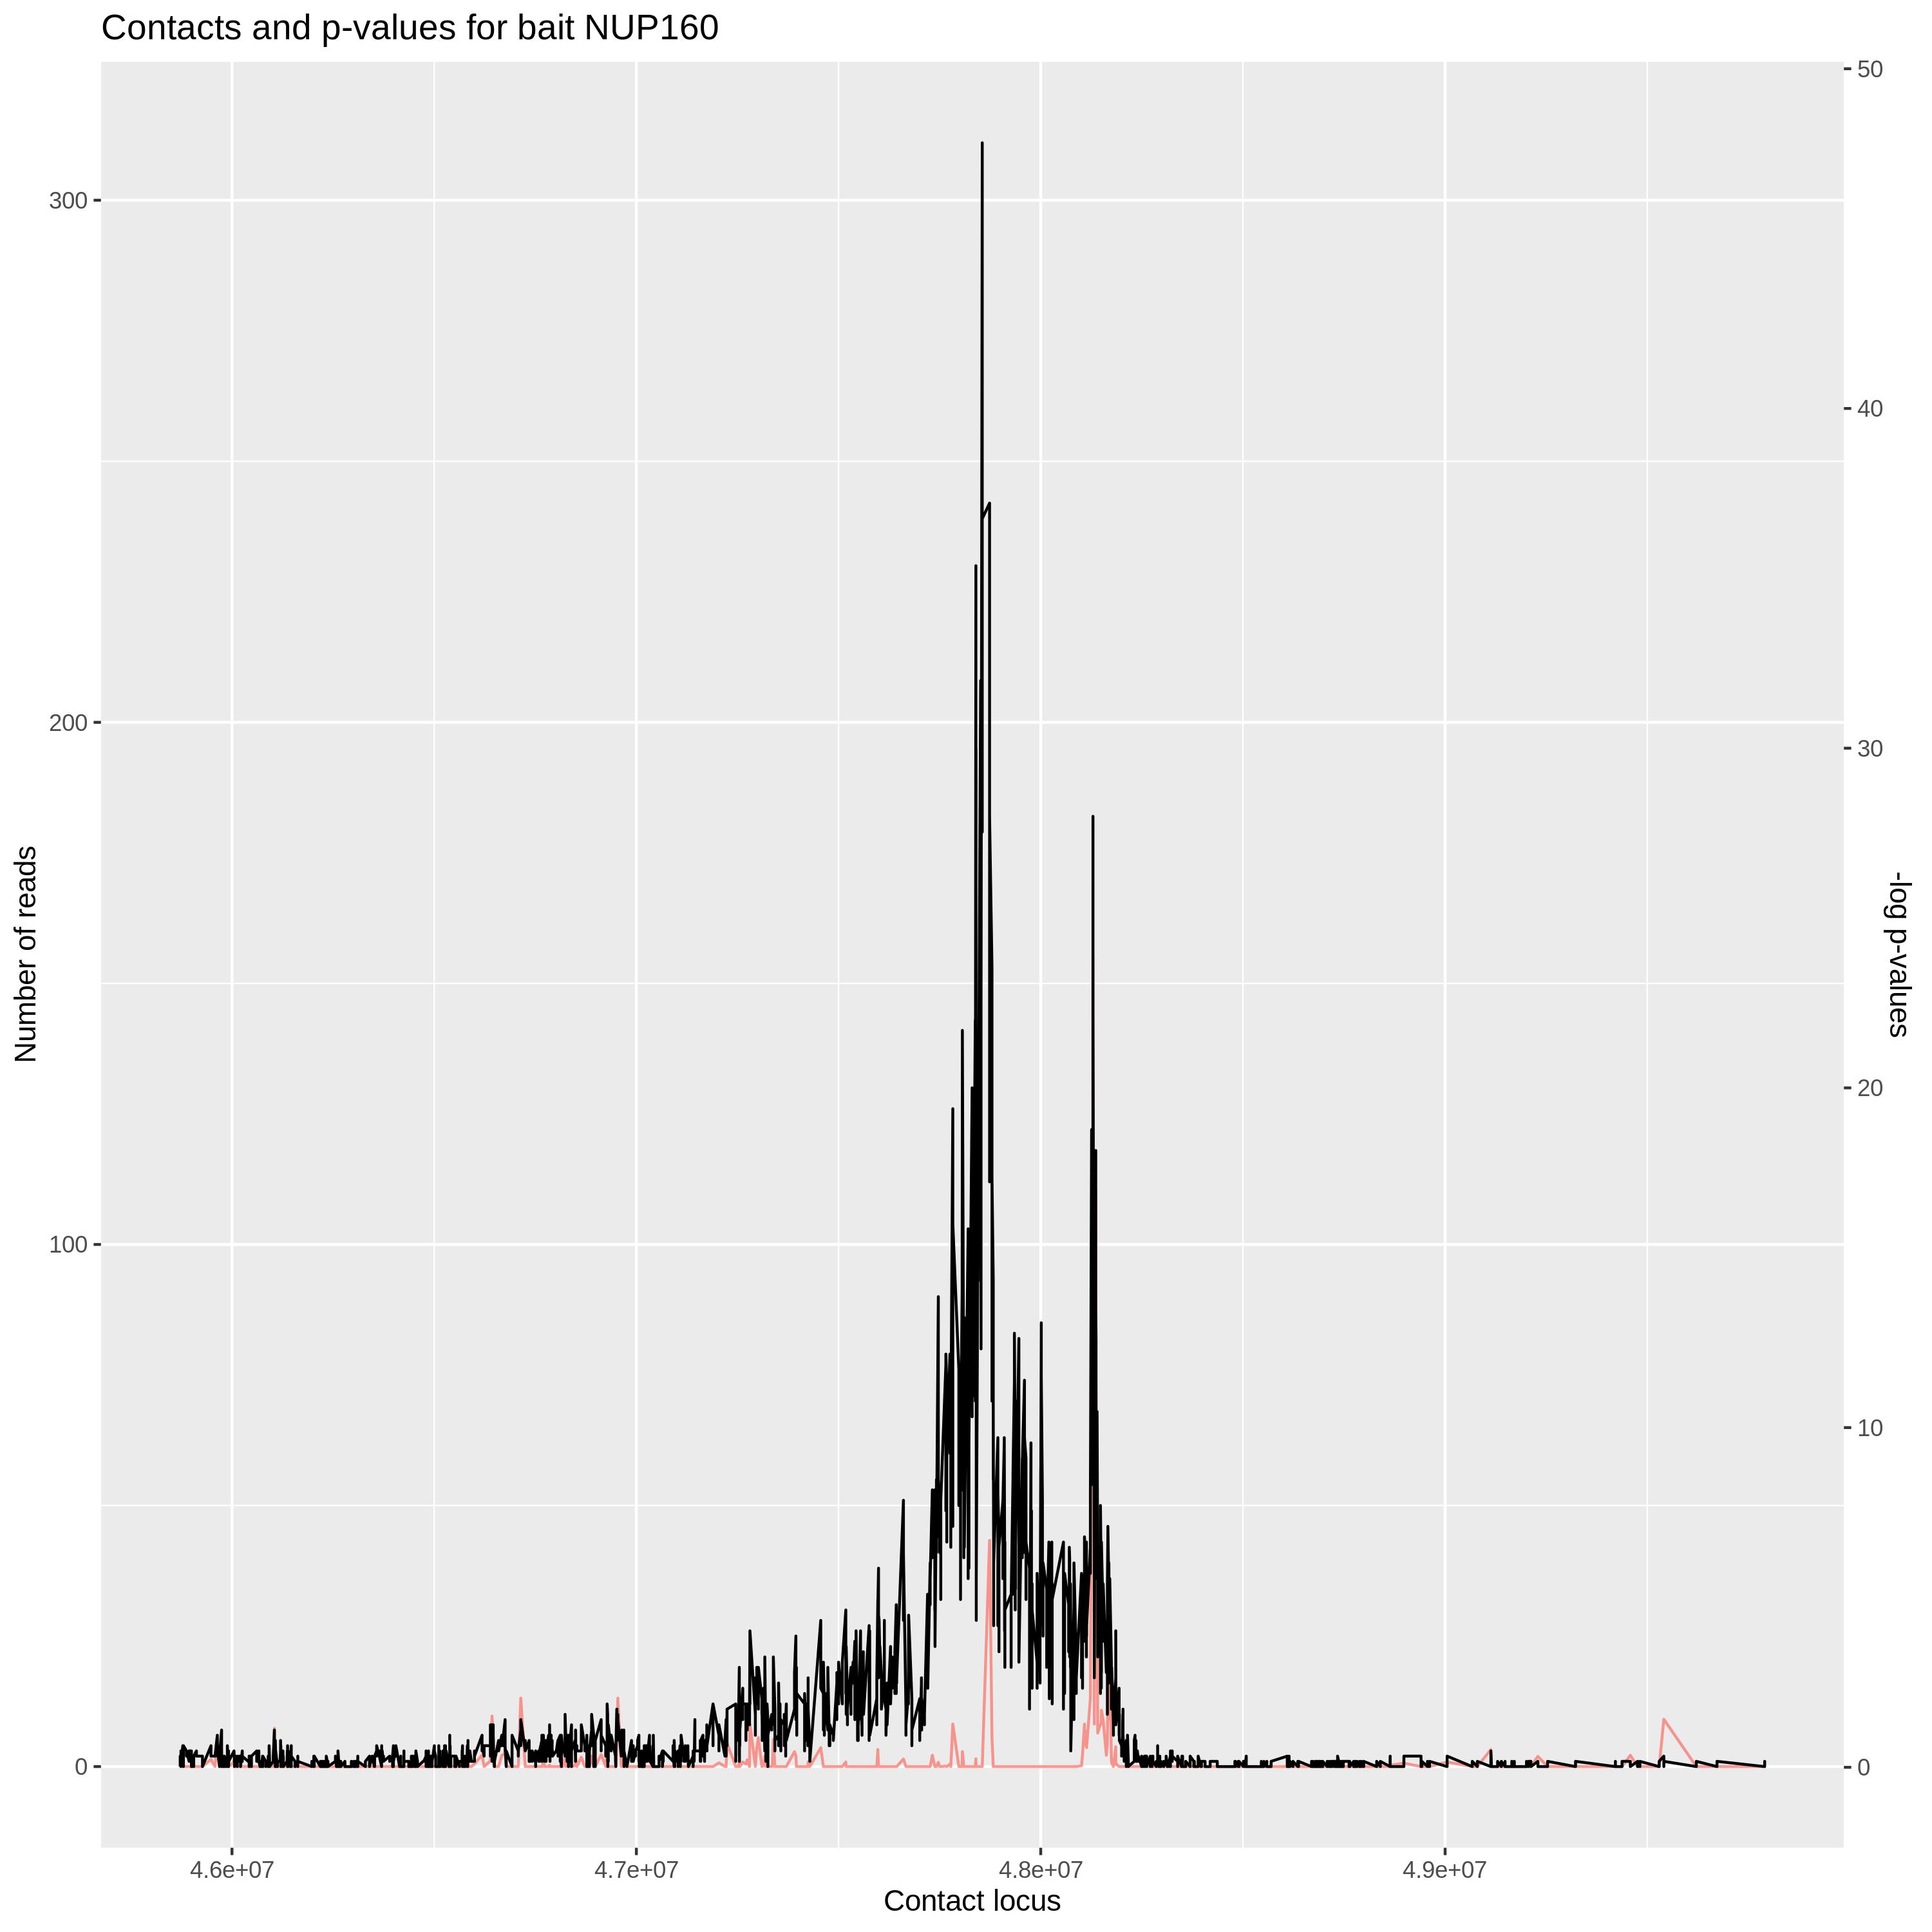 Contacts and p-values for bait NUP160
50
300
40
200
30
Number of reads
-log p-values
20
100
10
0
0
4.6e+07
4.7e+07
4.8e+07
4.9e+07
Contact locus